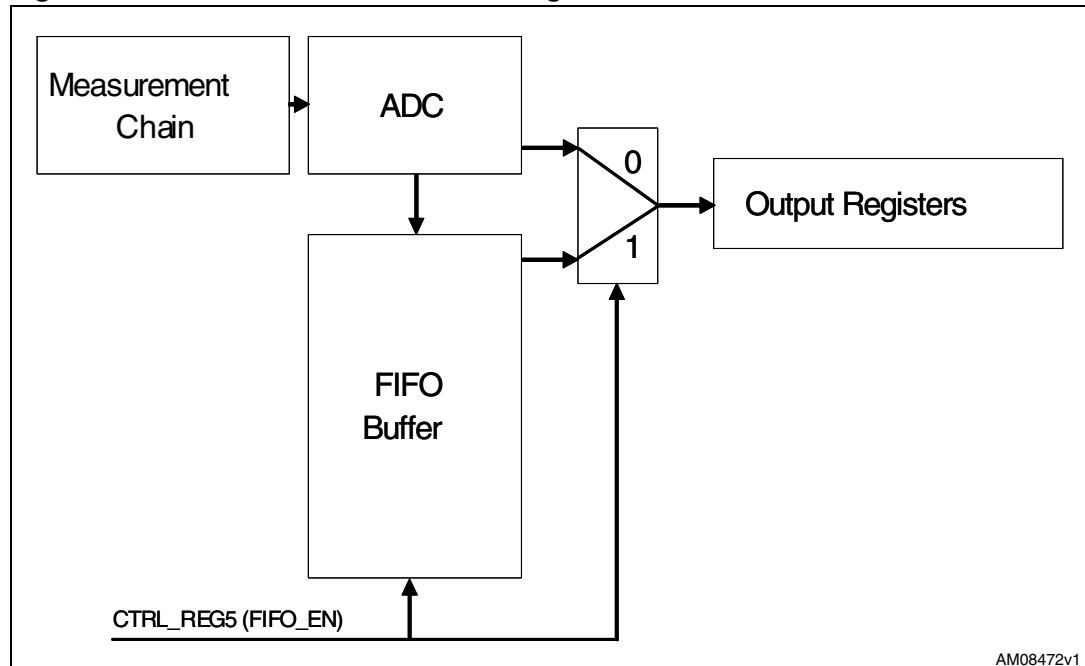 Measurement
Chain
ADC
0
1
Output Registers
FIFO
Buffer
CTRL_REG5 (FIFO_EN)
AM08472v1